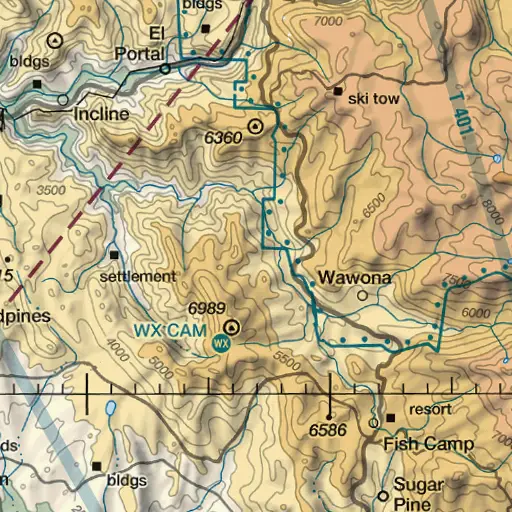 bldgs
7000
El
Portal
bldgs
ski tow
Incline
T 401
6360
3500
6500
8000
settlement
Wawona
7500
15
6989
6000
dpines
WX CAM
WX
4000
5000
5500
resort
6586
Fish Camp
ds
bldgs
Sugar
Pine